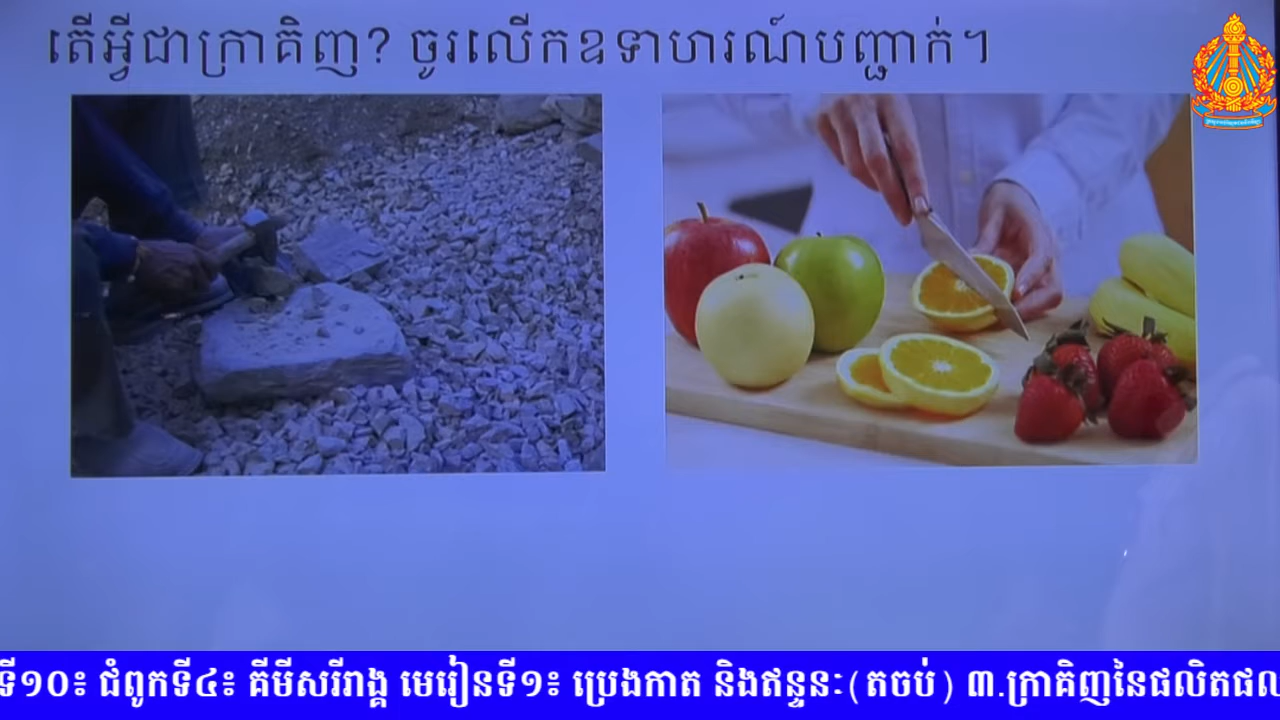 តើអ្វីជាក្រាគិញ? ចូរលើកឧទាហរណ៍បញ្ជាក់។
ទី១០៖ ជំពូកទី៤៖ គីមីសរីរាង្គ មេរៀនទី១៖ ប្រេងកាត និងឥន្ទនៈ(តចប់) ៣.ក្រាគិញនៃផលិតផល